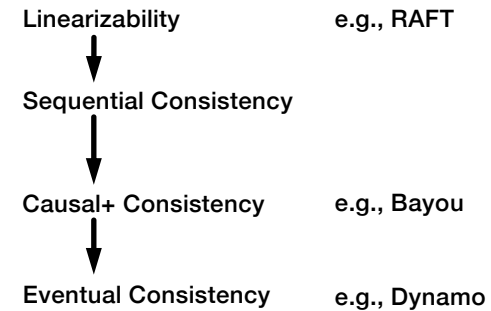 Linearizability e.g., RAFT
Sequential Consistency
Causal+ Consistency e.g., Bayou
Eventual Consistency e.g., Dynamo